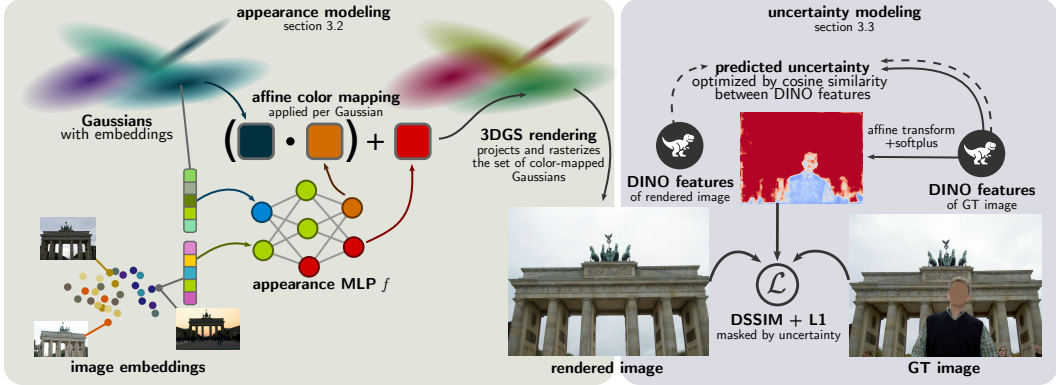 appearance modeling
section 3.2
uncertainty modeling
section 3.3
Gaussians
with embeddings
affine color mapping
applied per Gaussian
( · ) +
3DGS rendering
projects and rasterizes
the set of color-mapped
Gaussians
predicted uncertainty
optimized by cosine similarity
between DINO features
affine transform
+softplus
DINO features
of rendered image
DINO features
of GT image
appearance MLP f
image embeddings
ℒ
DSSIM + L1
masked by uncertainty
rendered image
GT image